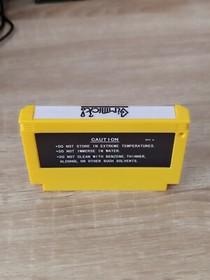 CAUTION
•DO NOT STORE IN EXTREME TEMPERATURES.
•DO NOT IMMERSE IN WATER.
•DO NOT CLEAN WITH BENZENE, THINNER,
ALCOHOL OR OTHER SUCH SOLVENTS.